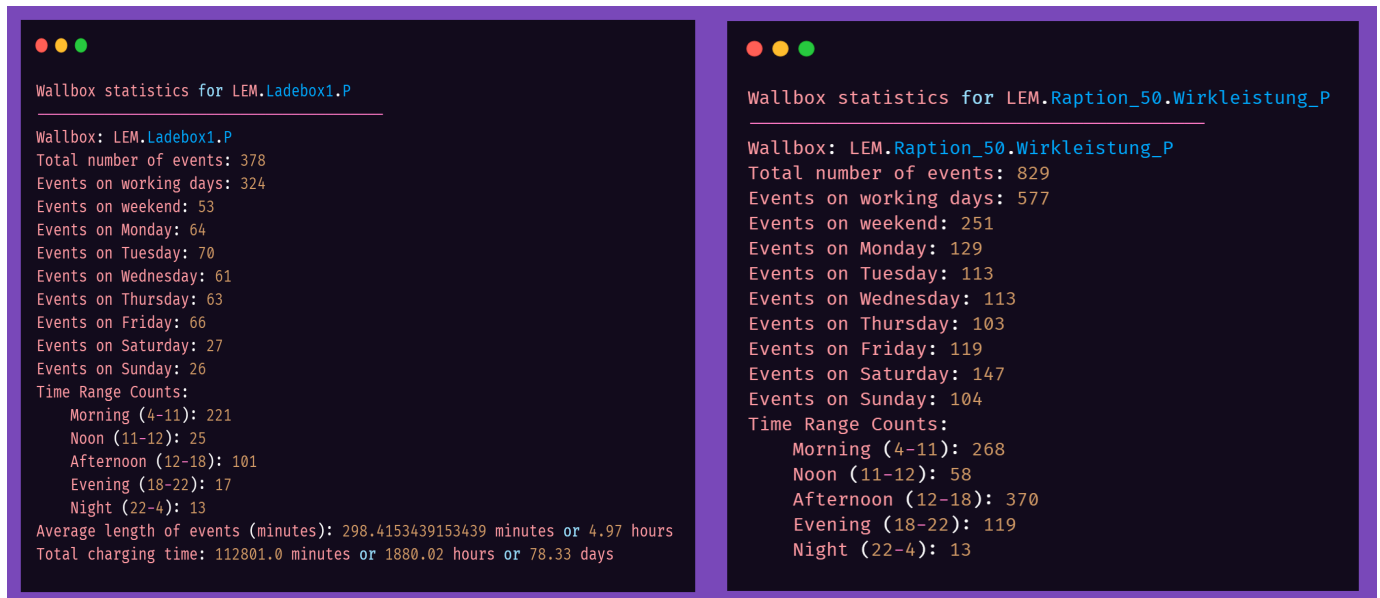 Wallbox statistics for LEM.Ladebox1.P
Wallbox: LEM.Ladebox1.P
Total number of events: 378
Events on working days: 324
Events on weekend: 53
Events on Monday: 64
Events on Tuesday: 70
Events on Wednesday: 61
Events on Thursday: 63
Events on Friday: 66
Events on Saturday: 27
Events on Sunday: 26
Time Range Counts:
Morning (4-11): 221
Noon (11-12): 25
Afternoon (12-18): 101
Evening (18-22): 17
Night (22-4): 13
Average length of events (minutes): 298.4153439153439 minutes or 4.97 hours
Total charging time: 112801.0 minutes or 1880.02 hours or 78.33 days
Wallbox statistics for LEM.Raption_50.Wirkleistung_P
Wallbox: LEM.Raption_50.Wirkleistung_P
Total number of events: 829
Events on working days: 577
Events on weekend: 251
Events on Monday: 129
Events on Tuesday: 113
Events on Wednesday: 113
Events on Thursday: 103
Events on Friday: 119
Events on Saturday: 147
Events on Sunday: 104
Time Range Counts:
Morning (4-11): 268
Noon (11-12): 58
Afternoon (12-18): 370
Evening (18-22): 119
Night (22-4): 13